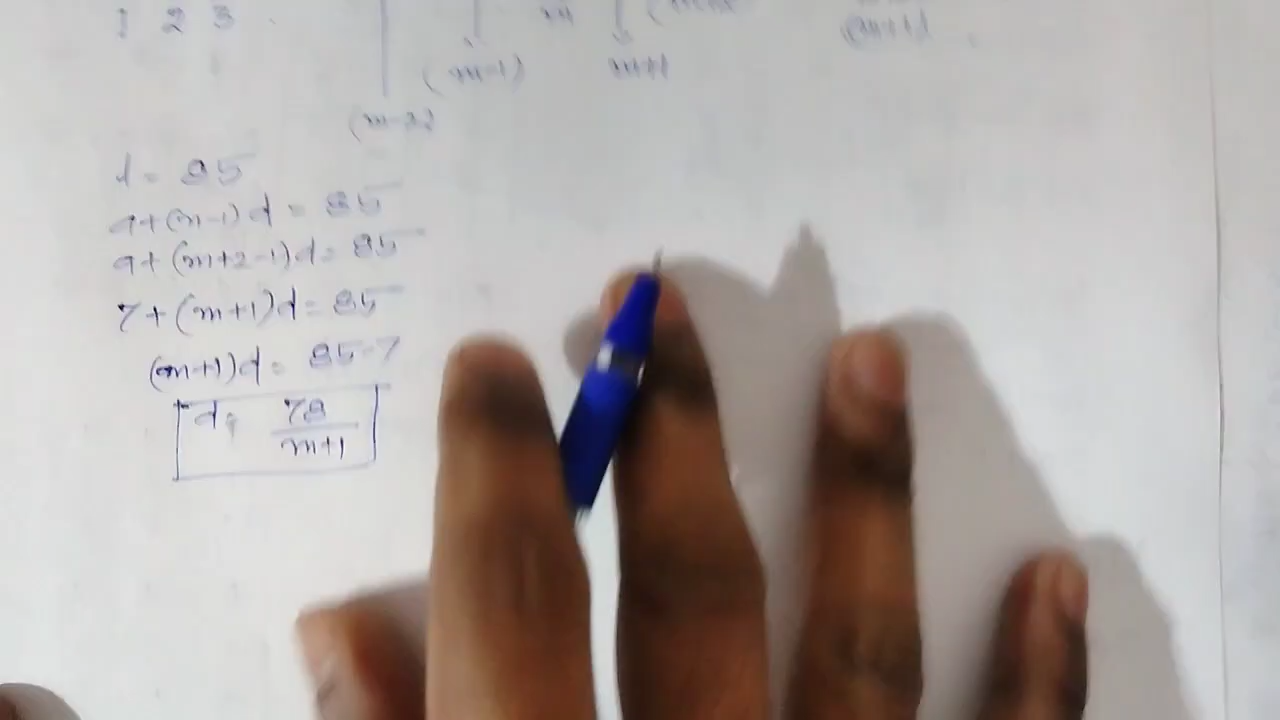 1 2 3
(m-1)
m+1
(m+1)
l = 85
a+(n-1)d = 85
a+(m+2-1)d = 85
7+(m+1)d = 85
(m+1)d = 85-7
d = 78/m+1